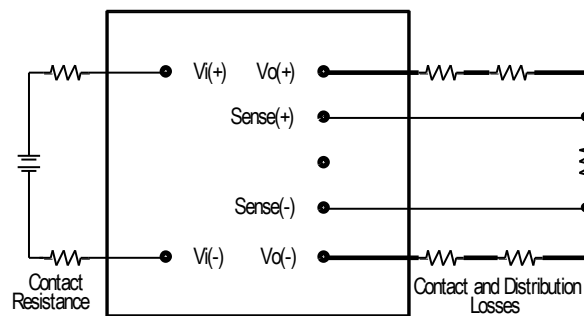 Vi(+) Vo(+)
Sense(+)
Sense(-)
Vi(-) Vo(-)
Contact
Resistance
Contact and Distribution
Losses